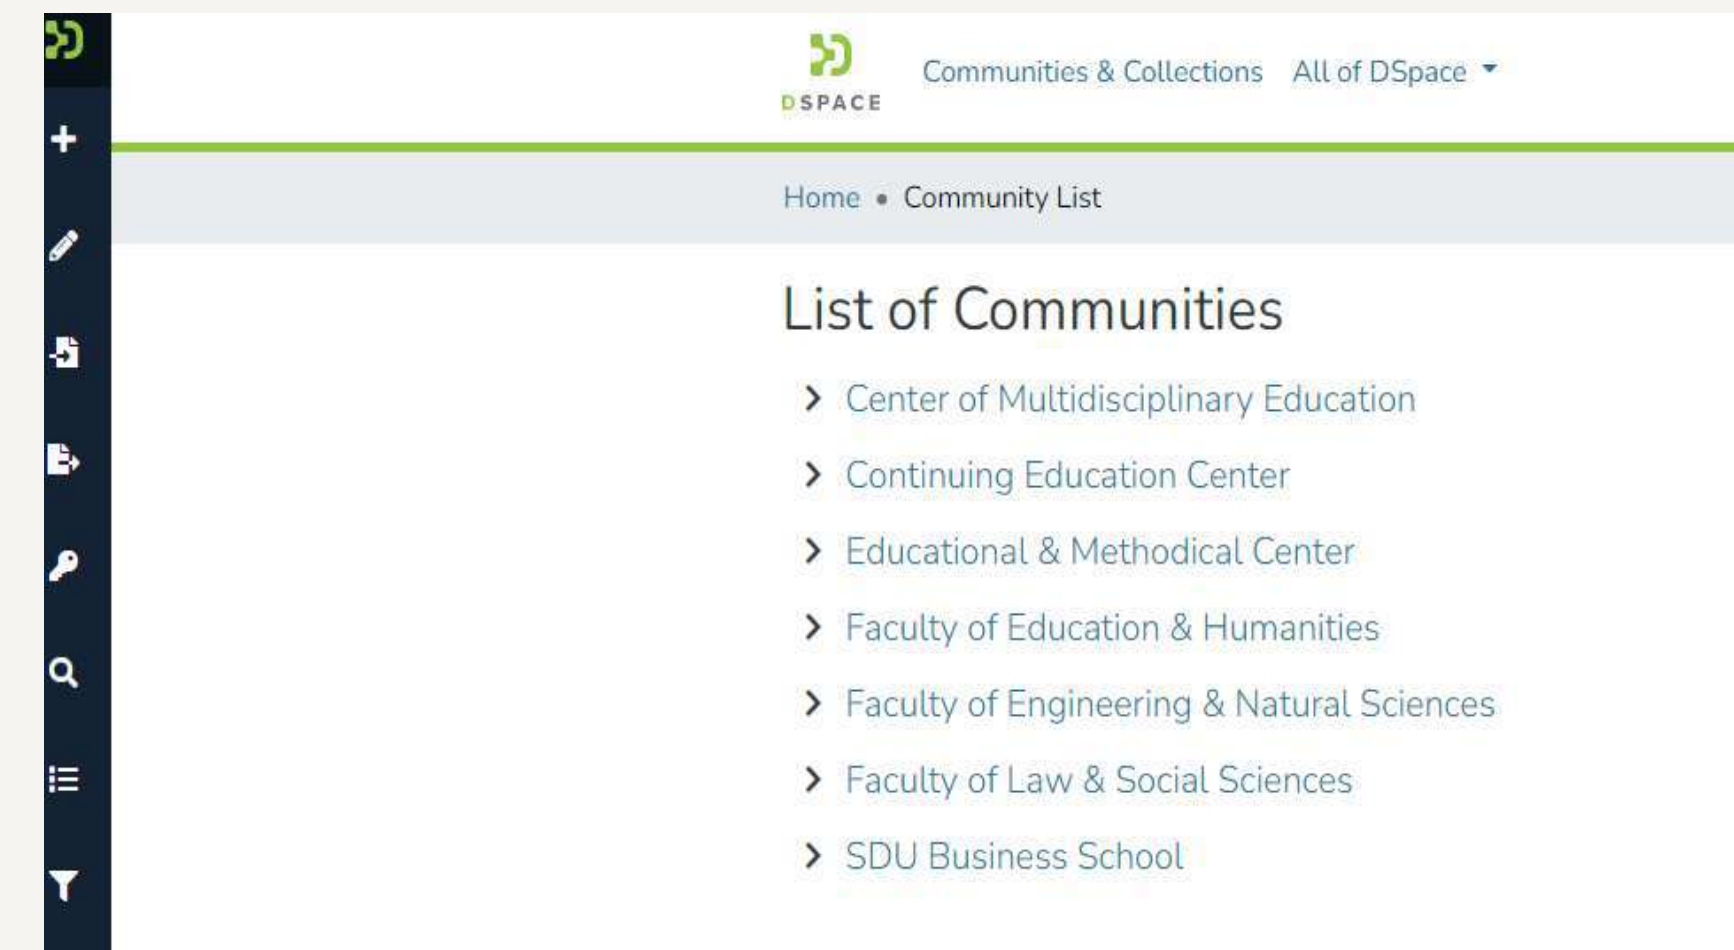 DSPACE
Communities & Collections All of DSpace
Home • Community List
List of Communities
Center of Multidisciplinary Education
Continuing Education Center
Educational & Methodical Center
Faculty of Education & Humanities
Faculty of Engineering & Natural Sciences
Faculty of Law & Social Sciences
SDU Business School